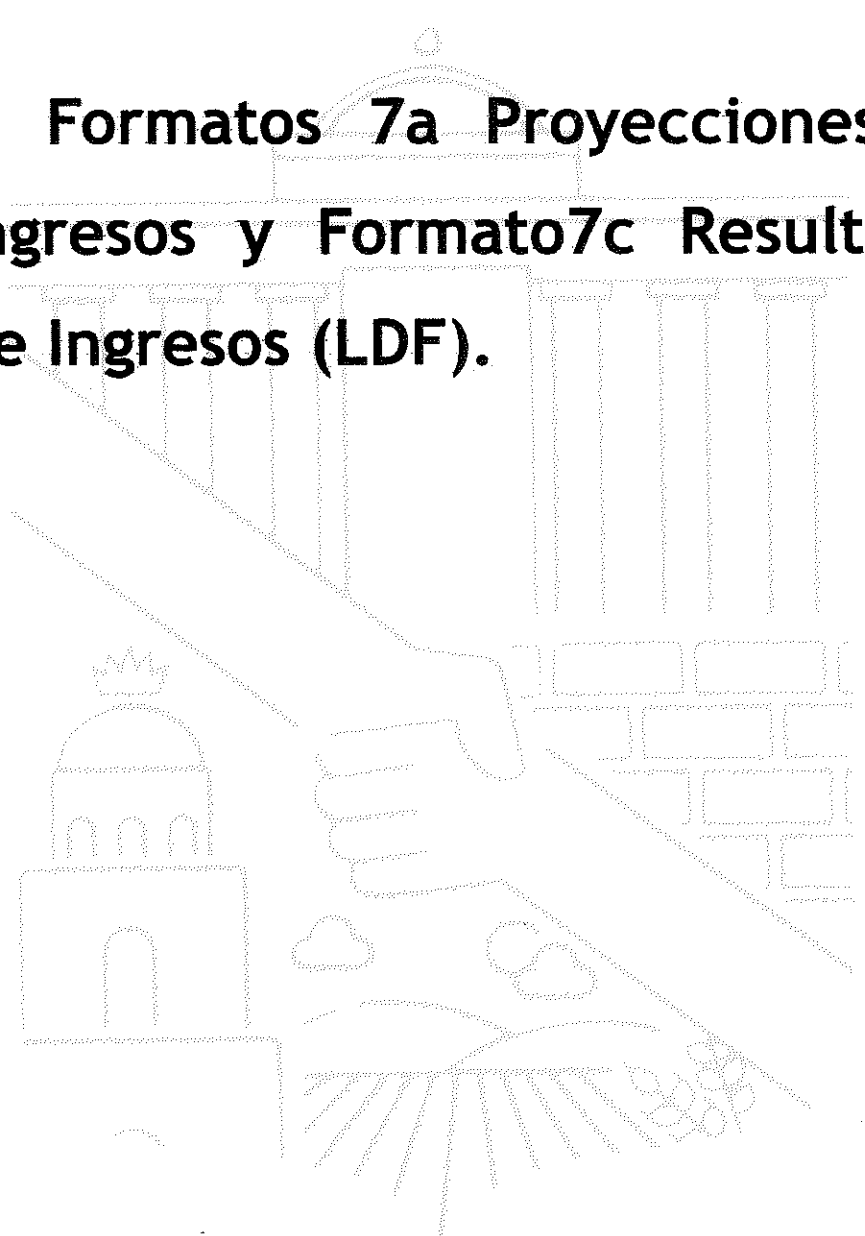 Formatos 7a Proyecciones
ngresos y Formato7c Result
e Ingresos (LDF).